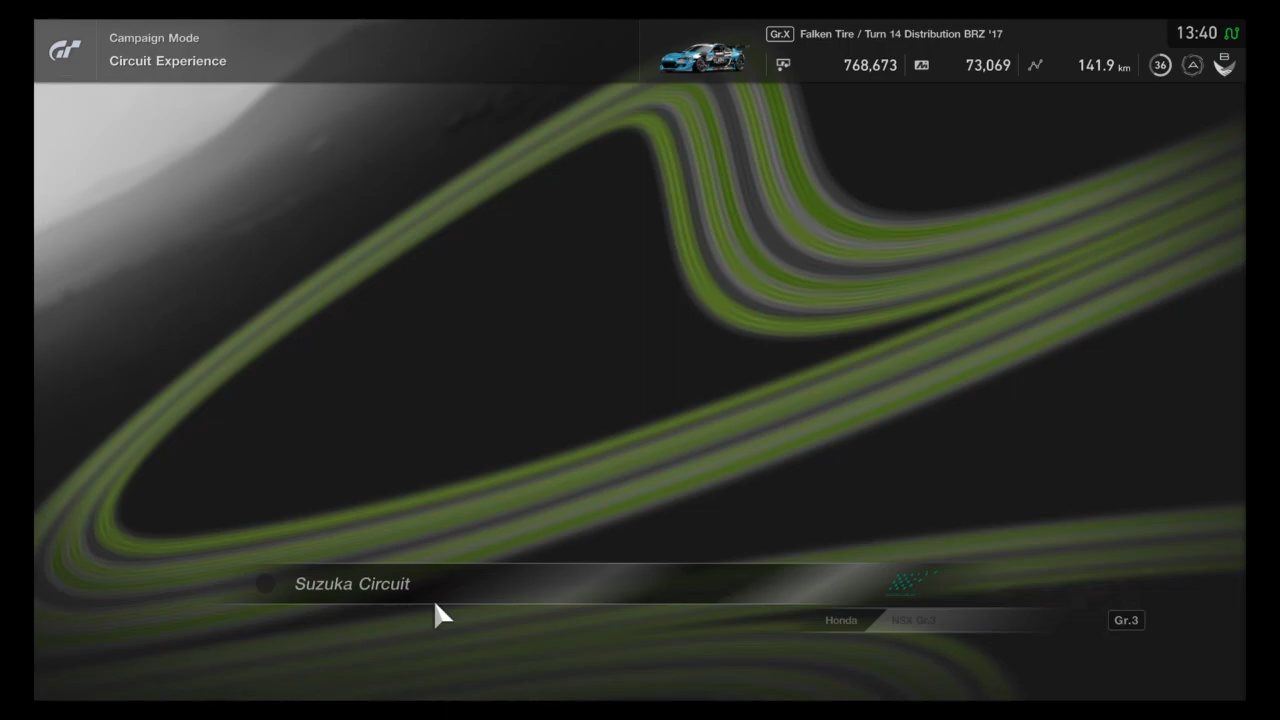 Campaign Mode
Circuit Experience
Gr.X Falken Tire / Turn 14 Distribution BRZ '17
13:40
768,673 73,069 141.9 km 36 B
Suzuka Circuit
Honda NSX Gr.3 Gr.3